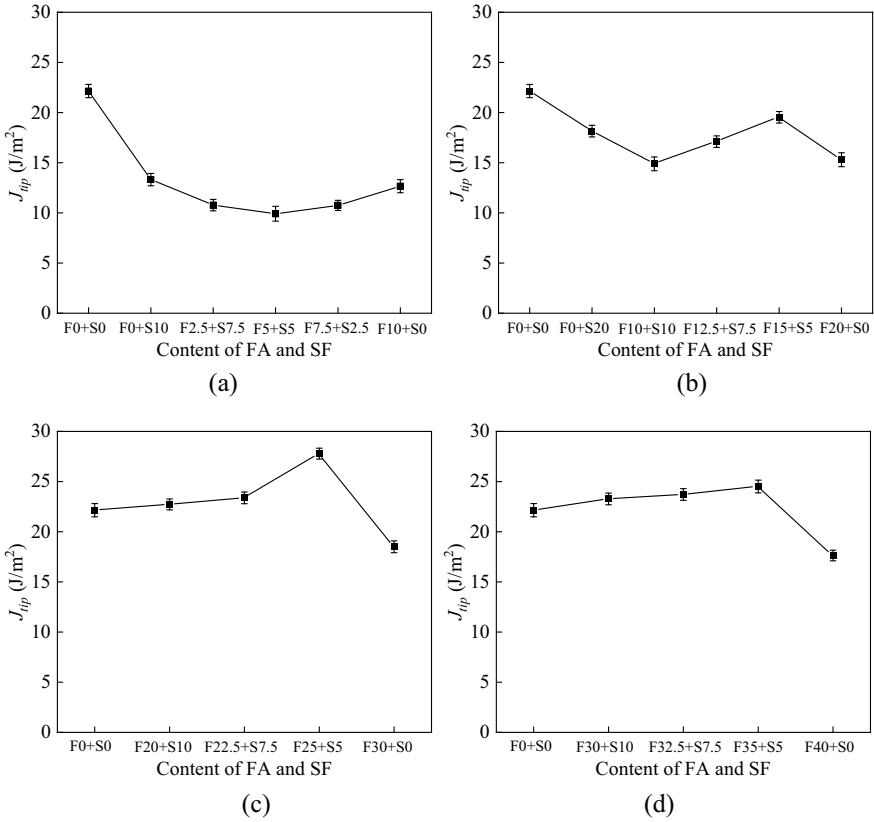 30
25
20
15
10
5
0
J_tip (J/m²)
F0+S0 F0+S10 F2.5+S7.5 F5+S5 F7.5+S2.5 F10+S0
Content of FA and SF
(a)
30
25
20
15
10
5
0
J_tip (J/m²)
F0+S0 F0+S20 F10+S10 F12.5+S7.5 F15+S5 F20+S0
Content of FA and SF
(b)
30
25
20
15
10
5
0
J_tip (J/m²)
F0+S0 F20+S10 F22.5+S7.5 F25+S5 F30+S0
Content of FA and SF
(c)
30
25
20
15
10
5
0
J_tip (J/m²)
F0+S0 F30+S10 F32.5+S7.5 F35+S5 F40+S0
Content of FA and SF
(d)